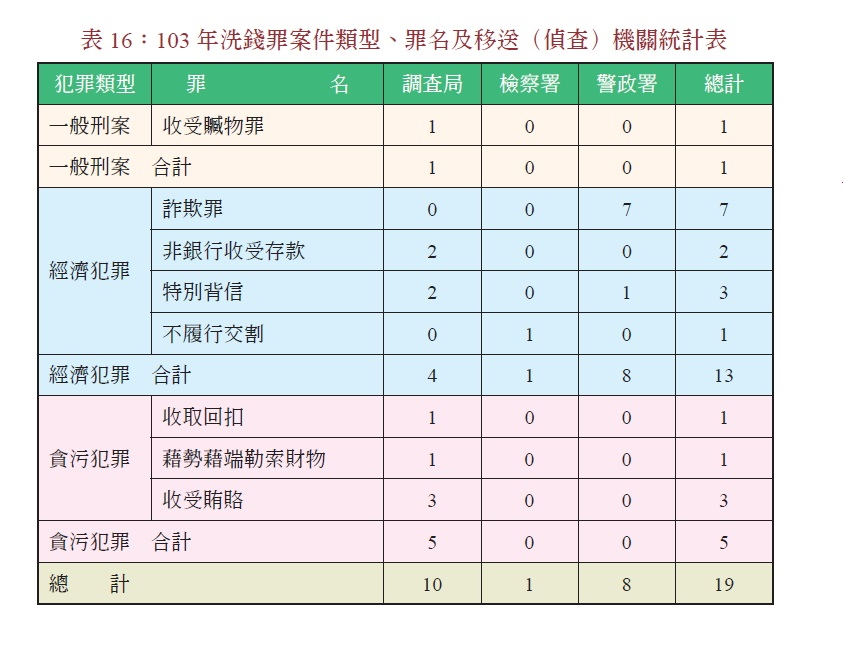 表 16：103 年洗錢罪案件類型、罪名及移送（偵查）機關統計表
犯罪類型 罪 名 調查局 檢察署 警政署 總計
一般刑案 收受贓物罪 1 0 0 1
一般刑案 合計 1 0 0 1
經濟犯罪 詐欺罪 0 0 7 7
非銀行收受存款 2 0 0 2
特別背信 2 0 1 3
不履行交割 0 1 0 1
經濟犯罪 合計 4 1 8 13
貪污犯罪 收取回扣 1 0 0 1
藉勢藉端勒索財物 1 0 0 1
收受賄賂 3 0 0 3
貪污犯罪 合計 5 0 0 5
總 計 10 1 8 19